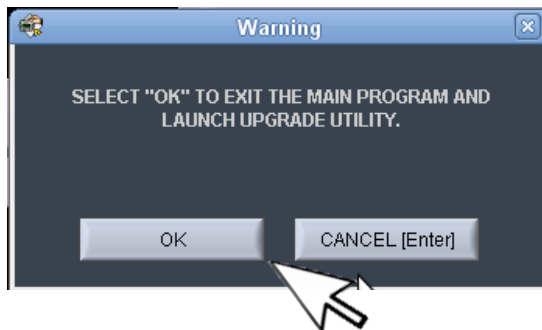 Warning
SELECT "OK" TO EXIT THE MAIN PROGRAM AND
LAUNCH UPGRADE UTILITY.
OK
CANCEL [Enter]